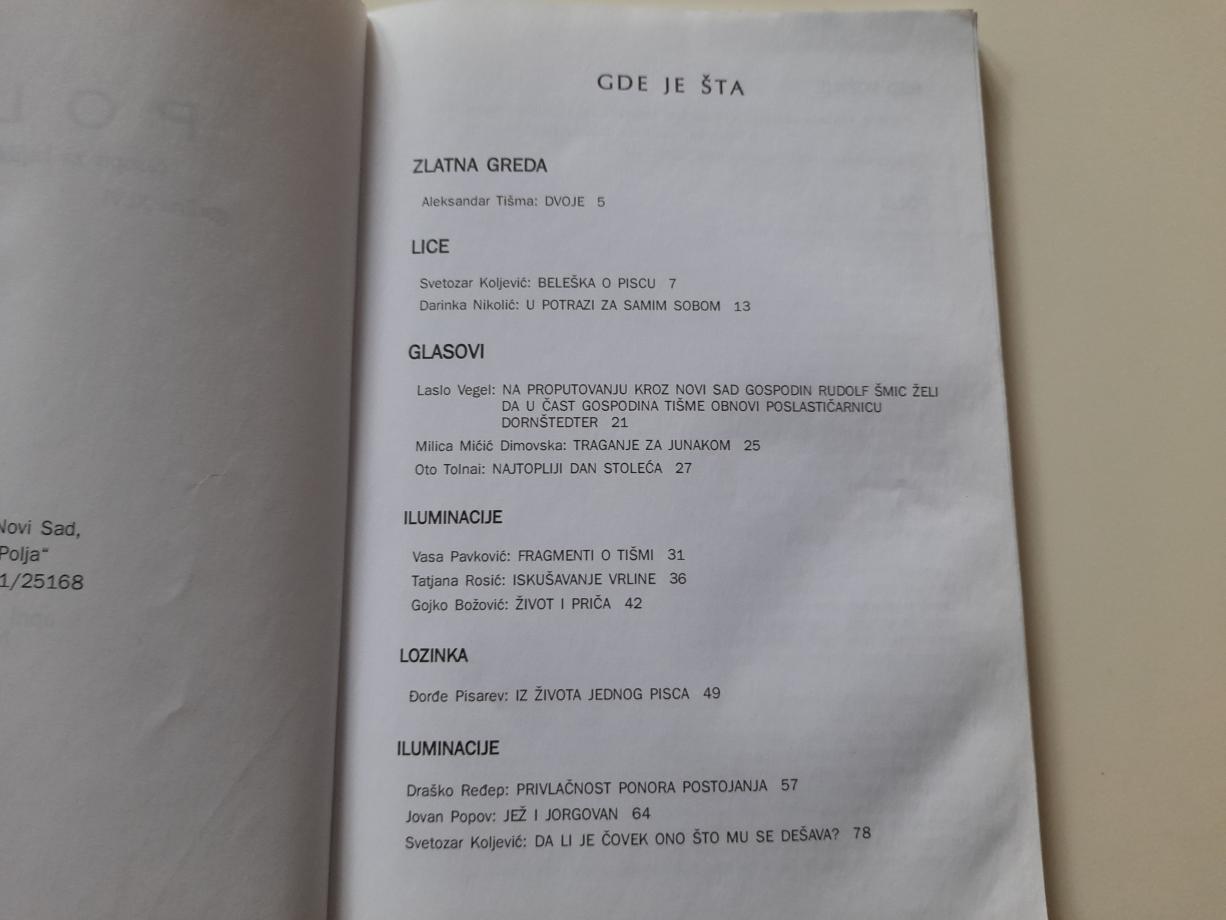 Novi Sad,
Polja“
1/25168
GDE JE ŠTA
ZLATNA GREDA
Aleksandar Tišma: DVOJE 5
LICE
Svetozar Koljević: BELEŠKA O PISCU 7
Darinka Nikolić: U POTRAZI ZA SAMIM SOBOM 13
GLASOVI
Laslo Vegel: NA PROPUTOVANJU KROZ NOVI SAD GOSPODIN RUDOLF ŠMIC ŽELI
DA U ČAST GOSPODINA TIŠME OBNOVI POSLASTIČARNICU
DORNŠTEDTER 21
Milica Mićić Dimovska: TRAGANJE ZA JUNAKOM 25
Oto Tolnai: NAJTOPLIJI DAN STOLEĆA 27
ILUMINACIJE
Vasa Pavković: FRAGMENTI O TIŠMI 31
Tatjana Rosić: ISKUŠAVANJE VRLINE 36
Gojko Božović: ŽIVOT I PRIČA 42
LOZINKA
Đorđe Pisarev: IZ ŽIVOTA JEDNOG PISCA 49
ILUMINACIJE
Draško Ređep: PRIVLAČNOST PONORA POSTOJANJA 57
Jovan Popov: JEŽ I JORGOVAN 64
Svetozar Koljević: DA LI JE ČOVEK ONO ŠTO MU SE DEŠAVA? 78